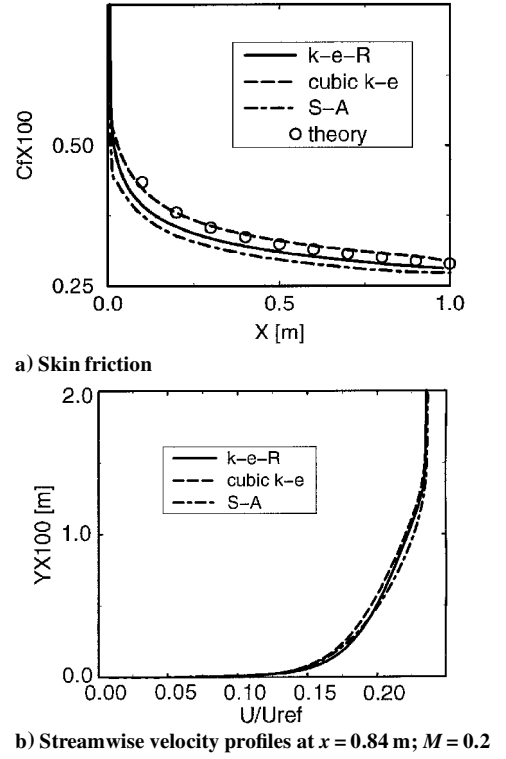 CfX100
0.50
0.25
k-e-R
cubic k-e
S-A
theory
0.0
0.5
1.0
X [m]
a) Skin friction
YX100 [m]
2.0
1.0
0.0
k-e-R
cubic k-e
S-A
0.00
0.05
0.10
0.15
0.20
U/Uref
b) Streamwise velocity profiles at x = 0.84 m; M = 0.2